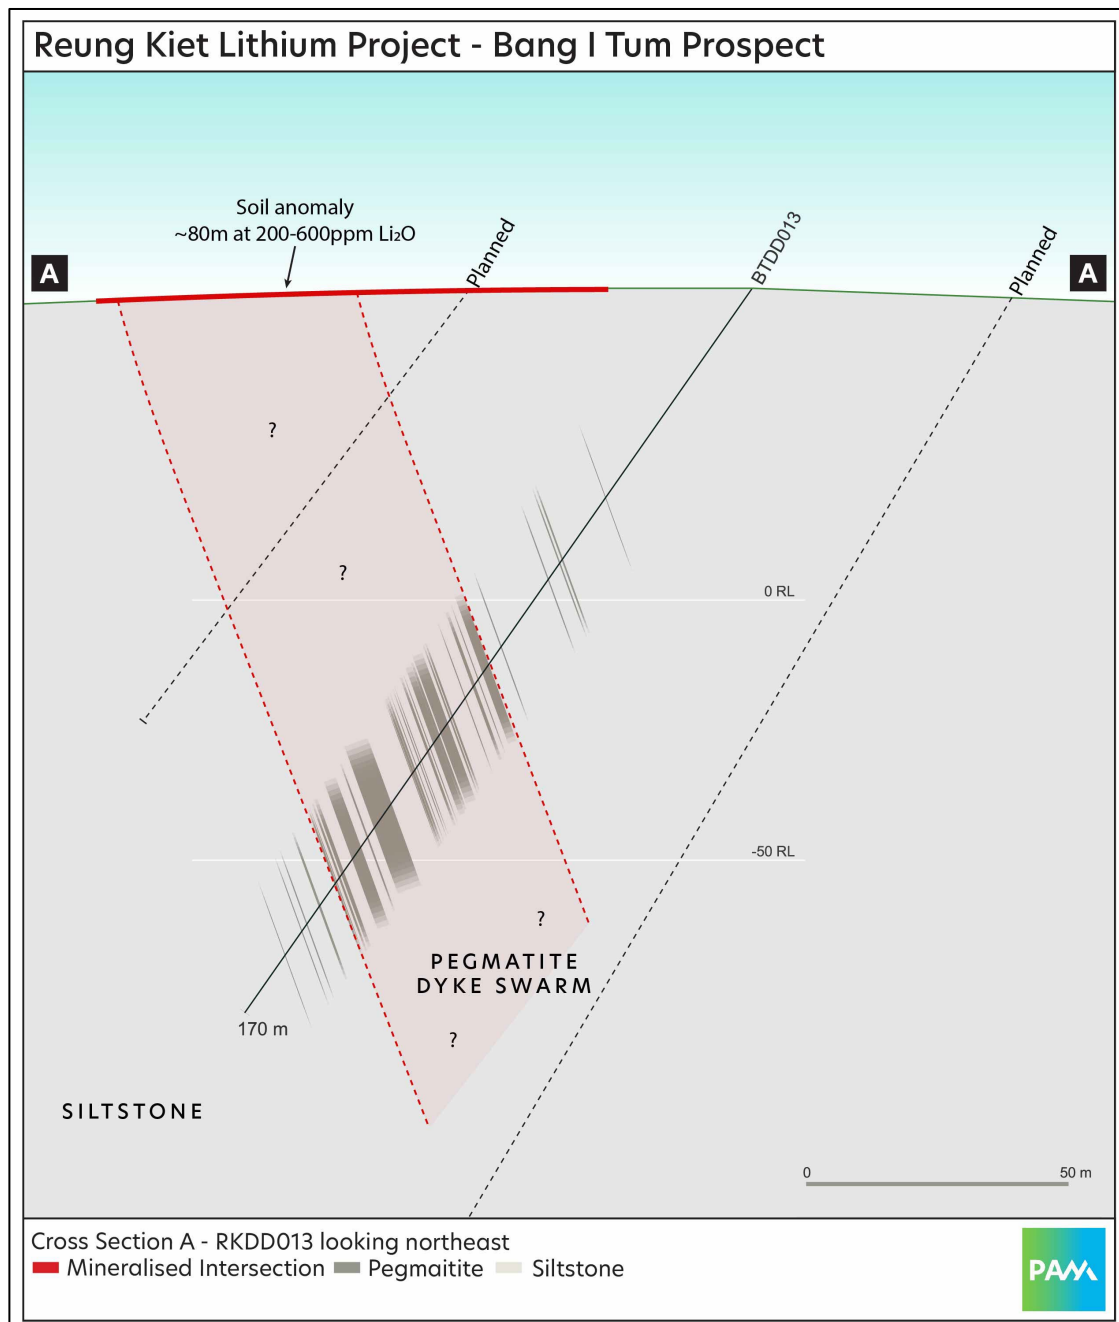 Reung Kiet Lithium Project - Bang I Tum Prospect
Soil anomaly
~80m at 200-600ppm Li₂O
Planned
BTDD013
Planned
A
A
?
?
0 RL
-50 RL
?
PEGMATITE
DYKE SWARM
170 m
?
SILTSTONE
0
50 m
Cross Section A - RKDD013 looking northeast
Mineralised Intersection Pegmaitite Siltstone
PAM